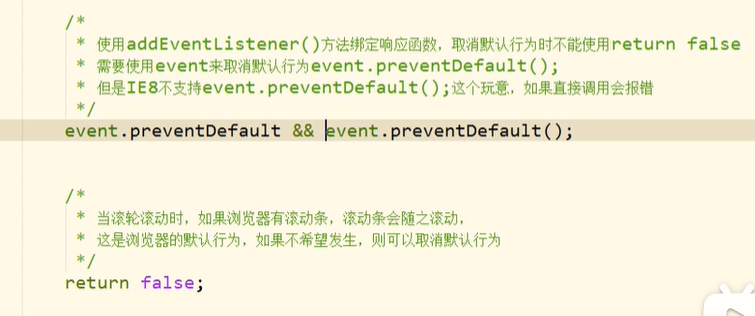 /*
* 使用addEventListener()方法绑定响应函数，取消默认行为时不能使用return false
* 需要使用event来取消默认行为event.preventDefault();
* 但是IE8不支持event.preventDefault();这个玩意，如果直接调用会报错
*/
event.preventDefault && event.preventDefault();
/*
* 当滚轮滚动时，如果浏览器有滚动条，滚动条会随之滚动，
* 这是浏览器的默认行为，如果不希望发生，则可以取消默认行为
*/
return false;